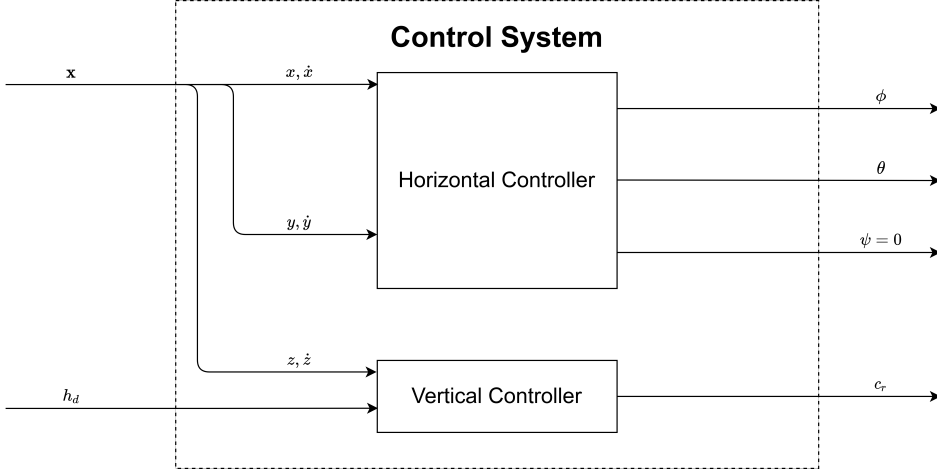 Control System
x
x, ẋ
ϕ
Horizontal Controller
θ
y, ẏ
ψ = 0
z, ż
Vertical Controller
h_d
c_r